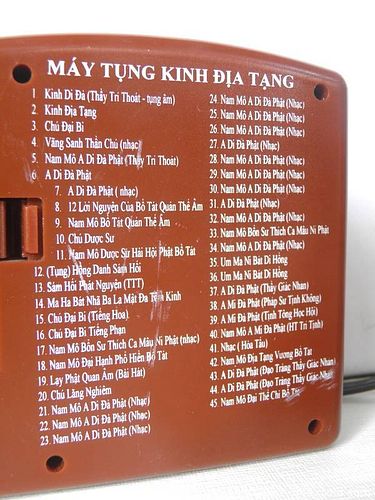 MÁY TỤNG KINH ĐỊA TẠNG
1. Kinh Di Đà (Thầy Trí Thoát - tụng âm)
2. Kinh Địa Tạng
3. Chú Đại Bi
4. Vãng Sanh Thần Chú (nhạc)
5. Nam Mô A Di Đà Phật (Thầy Trí Thoát)
6. A Di Đà Phật
7. A Di Đà Phật ( nhạc)
8. 12 Lời Nguyện Của Bồ Tát Quán Thế Âm
9. Nam Mô Bồ Tát Quán Thế Âm
10. Chú Dược Sư
11. Nam Mô Dược Sư Hải Hội Phật Bồ Tát
12. (Tụng) Hồng Danh Sám Hối
13. Sám Hối Phát Nguyện (TTT)
14. Ma Ha Bát Nhã Ba La Mật Đa Tâm Kinh
15. Chú Đại Bi (Tiếng Hoa)
16. Chú Đại Bi Tiếng Phạn
17. Nam Mô Bổn Sư Thích Ca Mâu Ni Phật (nhạc)
18. Nam Mô Đại Hạnh Phổ Hiền Bồ Tát
19. Lạy Phật Quan Âm (Bài Hát)
20. Chú Lăng Nghiêm
21. Nam Mô A Di Đà Phật (Nhạc)
22. Nam Mô A Di Đà Phật (Nhạc)
23. Nam Mô A Di Đà Phật (Nhạc)
24. Nam Mô A Di Đà Phật (Nhạc)
25. Nam Mô A Di Đà Phật (Nhạc)
26. Nam Mô A Di Đà Phật (Nhạc)
27. A Di Đà Phật (Nhạc)
28. Nam Mô A Di Đà Phật (Nhạc)
29. Nam Mô A Di Đà Phật (Nhạc)
30. Nam Mô A Di Đà Phật (Nhạc)
31. A Di Đà Phật (Nhạc)
32. Nam Mô A Di Đà Phật (Nhạc)
33. Nam Mô Bổn Sư Thích Ca Mâu Ni Phật
34. Nam Mô A Di Đà Phật (Nhạc)
35. Um Ma Ni Bát Di Hồng
36. Um Ma Ni Bát Di Hồng
37. A Di Đà Phật (Thầy Giác Nhàn)
38. A Mi Đà Phật (Pháp Sư Tịnh Không)
39. A Mi Đà Phật (Tịnh Tông Học Hội)
40. Nam Mô A Mi Đà Phật (HT Trí Tịnh)
41. Nhạc ( Hòa Tấu)
42. Nam Mô Địa Tạng Vương Bồ Tát
43. A Di Đà Phật (Đạo Tràng Thầy Giác Nhàn)
44. A Di Đà Phật (Đạo Tràng Thầy Giác Nhàn)
45. Nam Mô Đại Thế Chí Bồ Tát